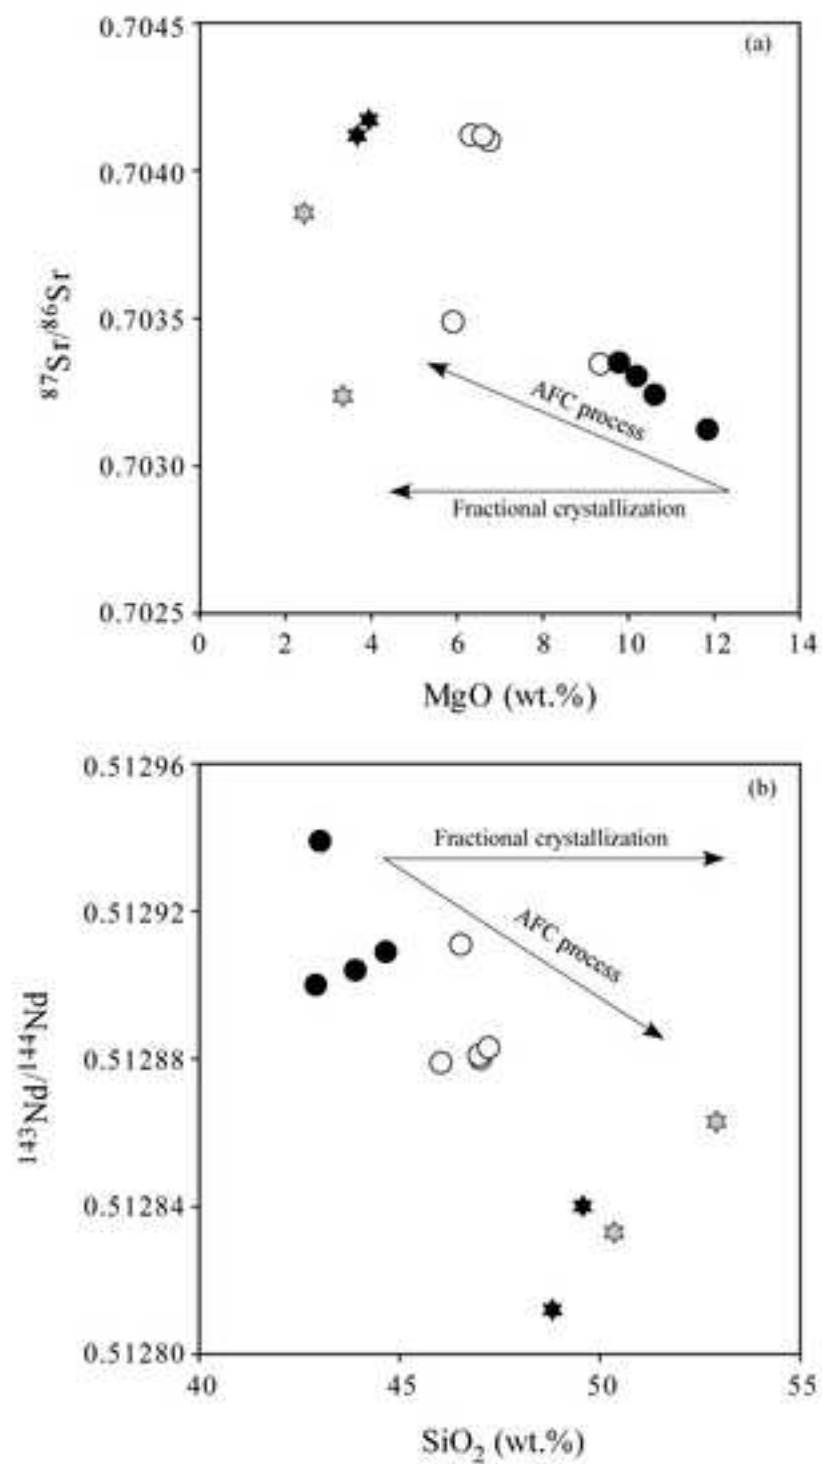 (a)
0.7045
0.7040
0.7035
0.7030
0.7025
⁸⁷Sr/⁸⁶Sr
AFC process
Fractional crystallization
0 2 4 6 8 10 12 14
MgO (wt.%)
(b)
0.51296
0.51292
0.51288
0.51284
0.51280
¹⁴³Nd/¹⁴⁴Nd
Fractional crystallization
AFC process
40 45 50 55
SiO₂ (wt.%)